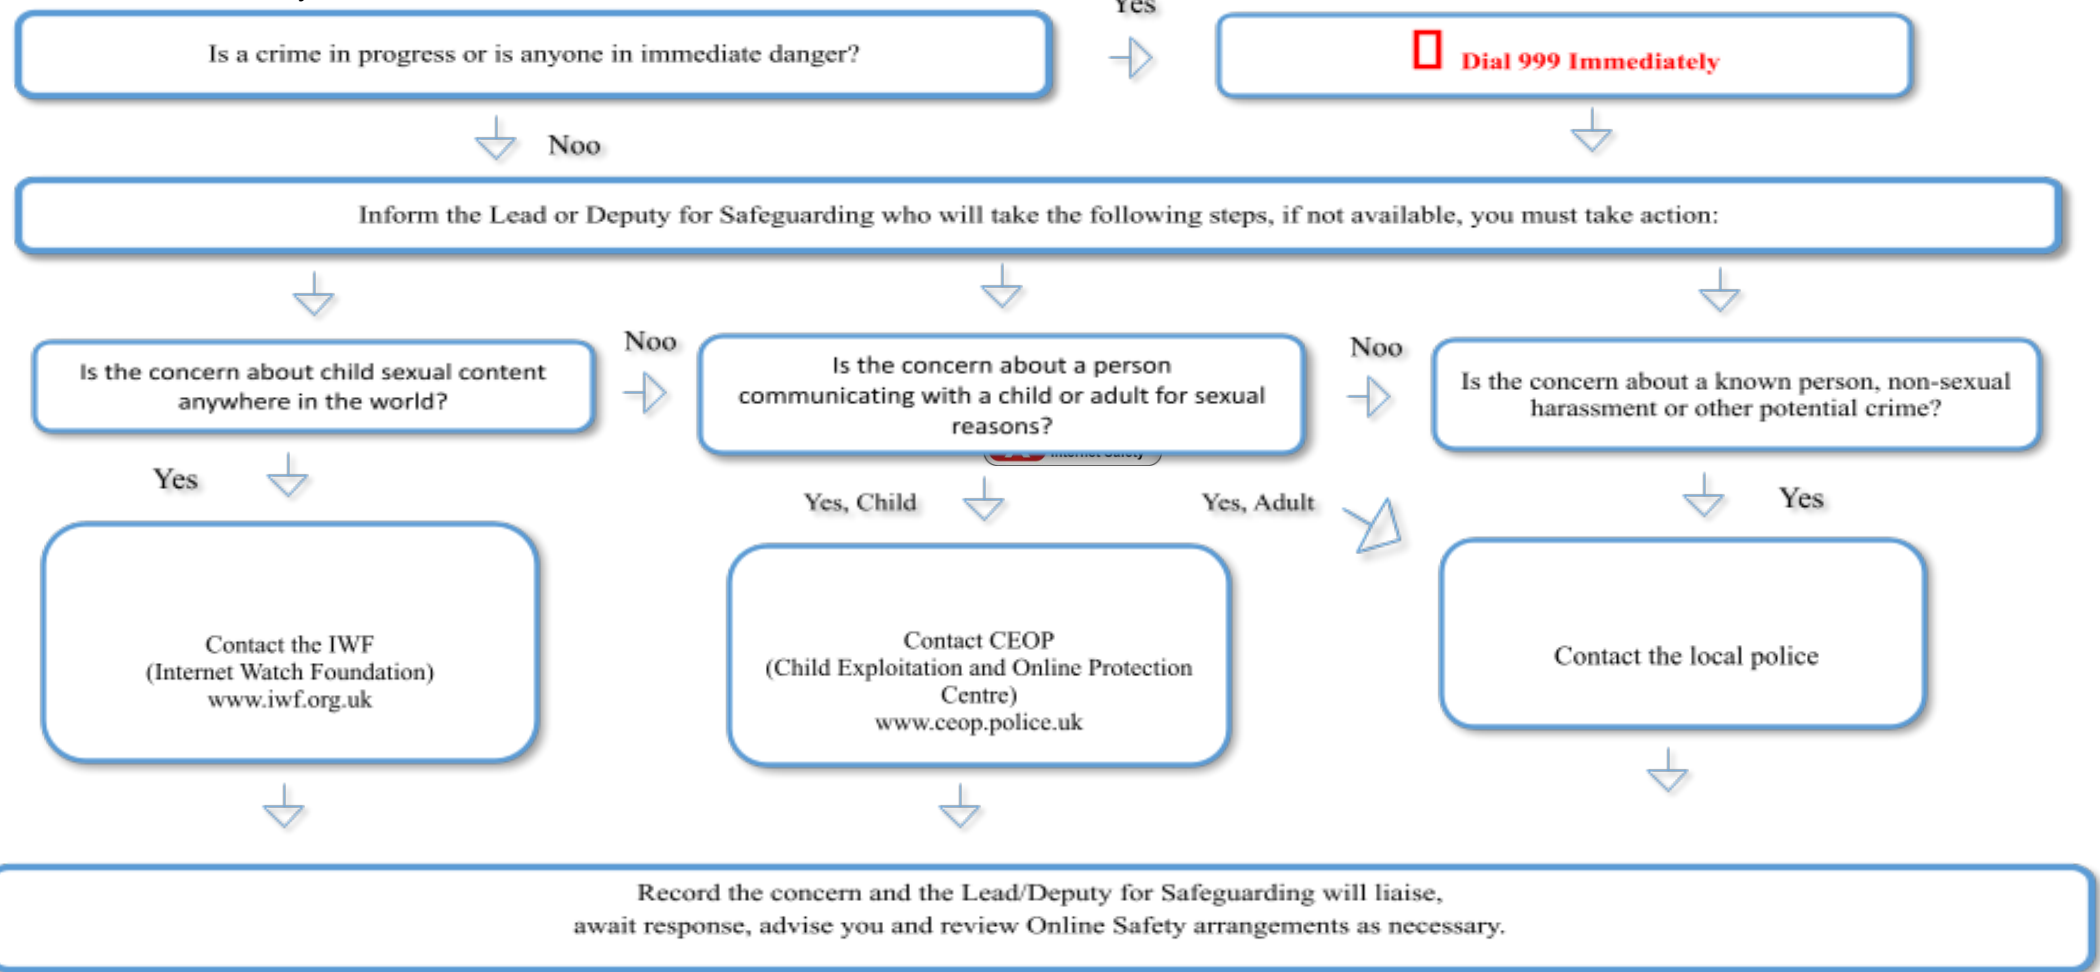 Yes
Is a crime in progress or is anyone in immediate danger?
Dial 999 Immediately
Noo
Inform the Lead or Deputy for Safeguarding who will take the following steps, if not available, you must take action:
Is the concern about child sexual content
anywhere in the world?
Noo
Is the concern about a person
communicating with a child or adult for sexual
reasons?
Noo
Is the concern about a known person, non-sexual
harassment or other potential crime?
Internet Safety
Yes
Yes, Child
Yes, Adult
Yes
Contact the IWF
(Internet Watch Foundation)
www.iwf.org.uk
Contact CEOP
(Child Exploitation and Online Protection
Centre)
www.ceop.police.uk
Contact the local police
Record the concern and the Lead/Deputy for Safeguarding will liaise,
await response, advise you and review Online Safety arrangements as necessary.